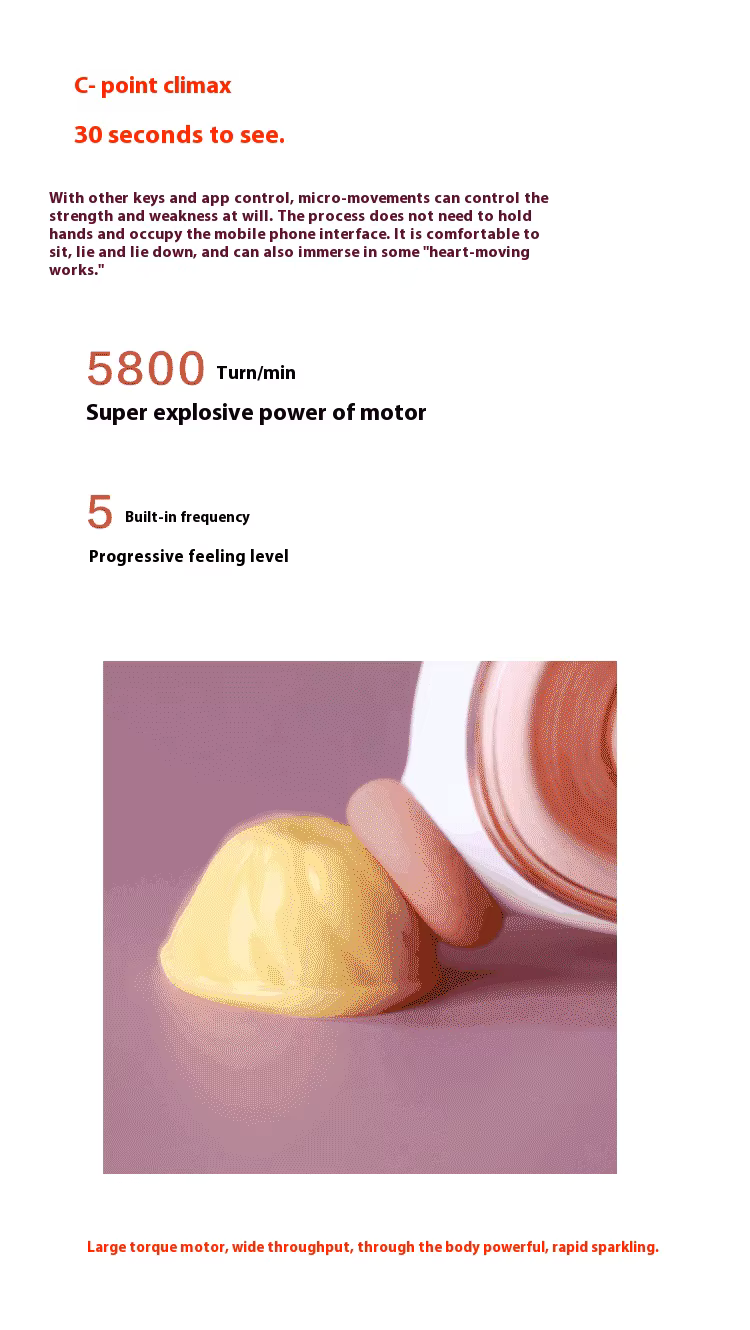 C- point climax
30 seconds to see.
With other keys and app control, micro-movements can control the
strength and weakness at will. The process does not need to hold
hands and occupy the mobile phone interface. It is comfortable to
sit, lie and lie down, and can also immerse in some "heart-moving
works."
5800 Turn/min
Super explosive power of motor
5 Built-in frequency
Progressive feeling level
Large torque motor, wide throughput, through the body powerful, rapid sparkling.